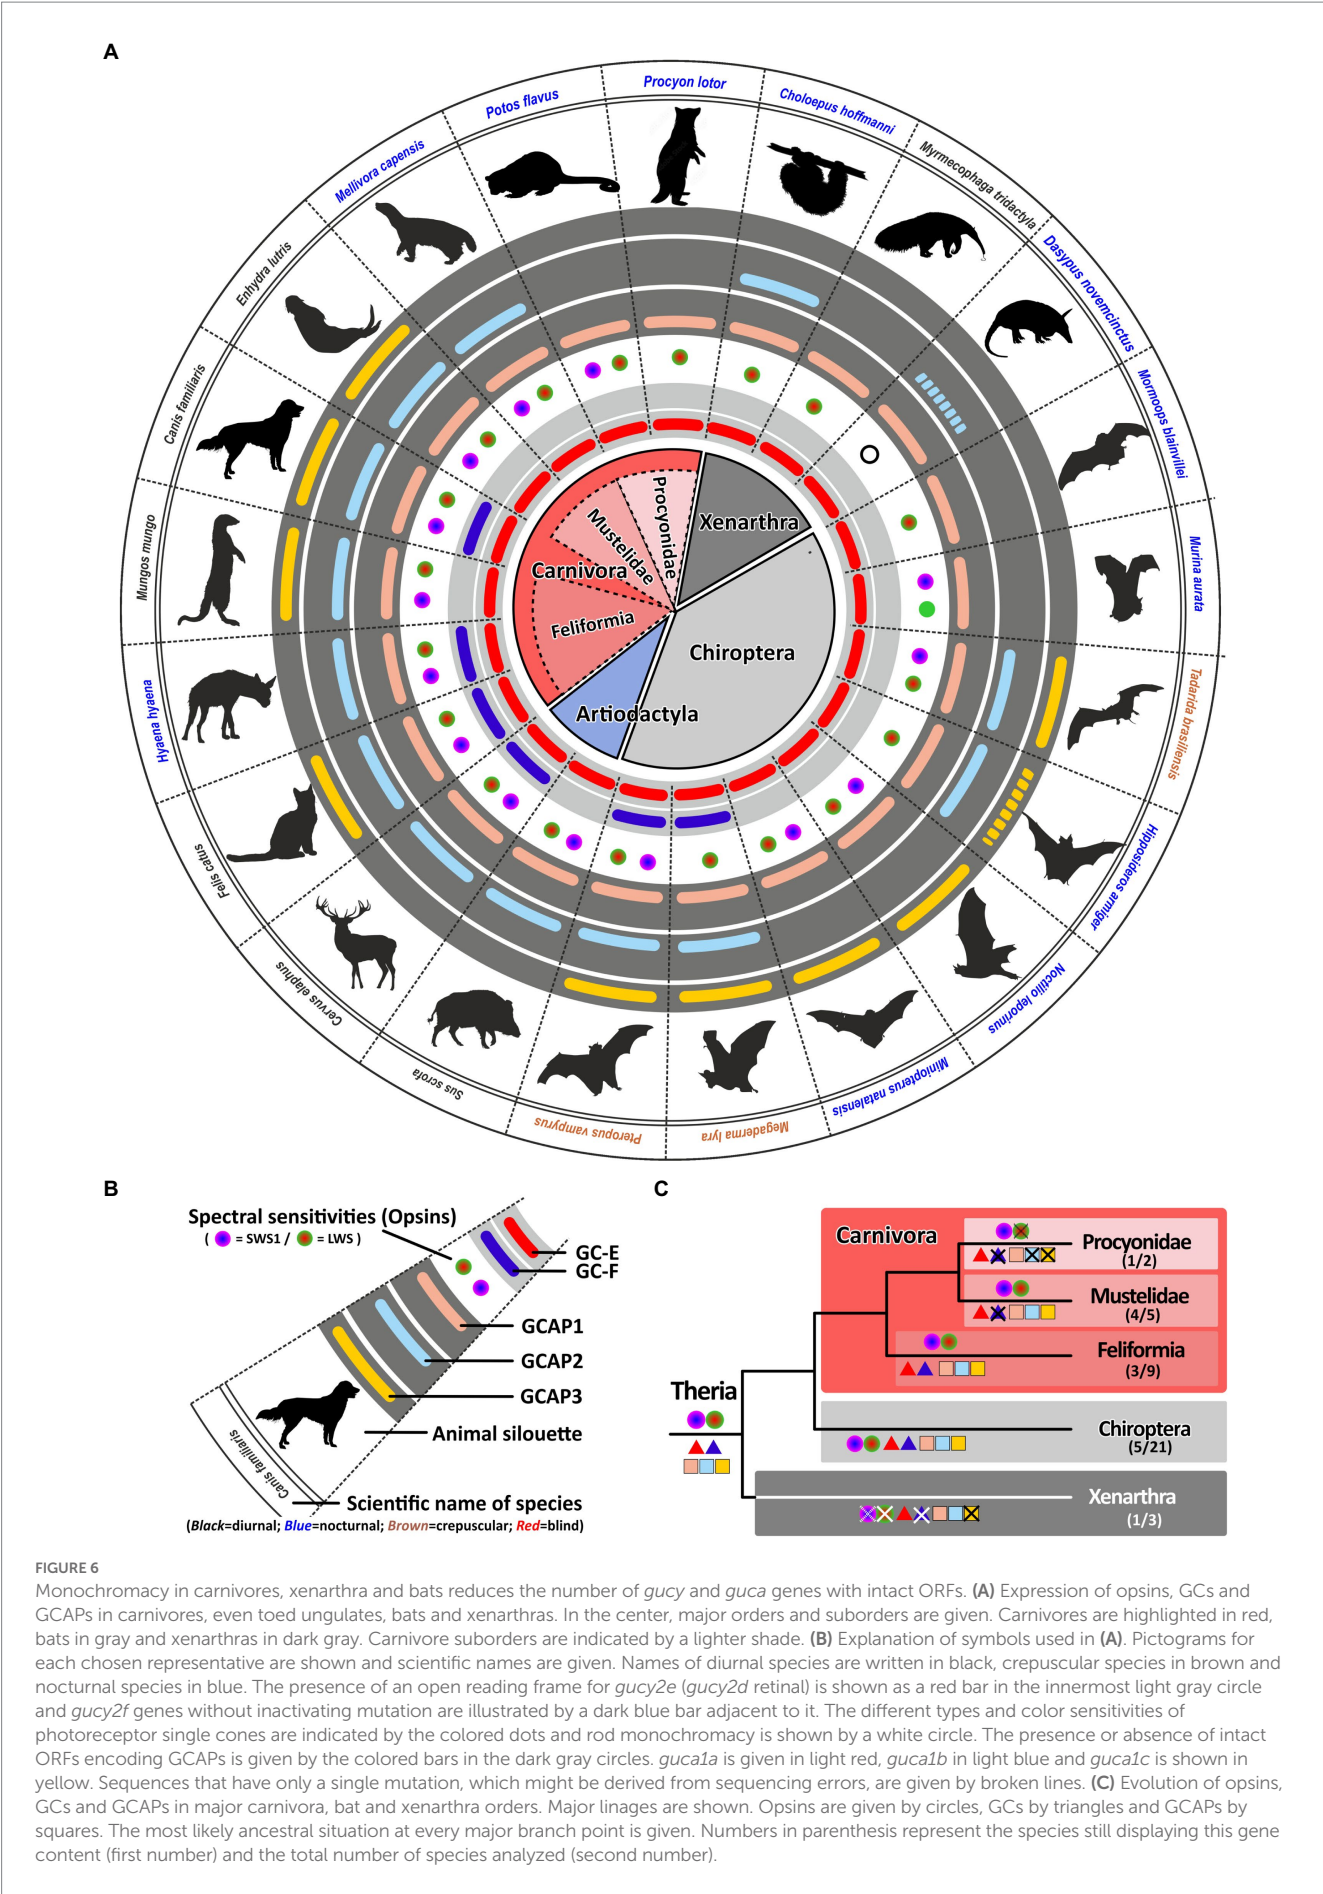 A
Procyon lotor
Choloepus hoffmanni
Myrmecophaga tridactyla
Dasypus novemcinctus
Mormoops blainvillei
Murina aurata
Tadarida brasiliensis
Hipposideros armiger
Noctilio leporinus
Miniopterus natalensis
Megaderma lyra
Pteropus vampyrus
Sus scrofa
Cervus elaphus
Felis catus
Hyaena hyaena
Mungos mungo
Canis familiaris
Enhydra lutris
Mellivora capensis
Potos flavus
Procyonidae
Mustelidae
Carnivora
Feliformia
Xenarthra
Chiroptera
Artiodactyla
B
Spectral sensitivities (Opsins)
( = SWS1 / = LWS )
GC-E
GC-F
GCAP1
GCAP2
GCAP3
Animal silouette
Canis familiaris
Scientific name of species
(Black=diurnal; Blue=nocturnal; Brown=crepuscular; Red=blind)
C
Carnivora
Procyonidae
(1/2)
Mustelidae
(4/5)
Feliformia
(3/9)
Theria
Chiroptera
(5/21)
Xenarthra
(1/3)
FIGURE 6
Monochromacy in carnivores, xenarthra and bats reduces the number of gucy and guca genes with intact ORFs. (A) Expression of opsins, GCs and
GCAPs in carnivores, even toed ungulates, bats and xenarthras. In the center, major orders and suborders are given. Carnivores are highlighted in red,
bats in gray and xenarthras in dark gray. Carnivore suborders are indicated by a lighter shade. (B) Explanation of symbols used in (A). Pictograms for
each chosen representative are shown and scientific names are given. Names of diurnal species are written in black, crepuscular species in brown and
nocturnal species in blue. The presence of an open reading frame for gucy2e (gucy2d retinal) is shown as a red bar in the innermost light gray circle
and gucy2f genes without inactivating mutation are illustrated by a dark blue bar adjacent to it. The different types and color sensitivities of
photoreceptor single cones are indicated by the colored dots and rod monochromacy is shown by a white circle. The presence or absence of intact
ORFs encoding GCAPs is given by the colored bars in the dark gray circles. guca1a is given in light red, guca1b in light blue and guca1c is shown in
yellow. Sequences that have only a single mutation, which might be derived from sequencing errors, are given by broken lines. (C) Evolution of opsins,
GCs and GCAPs in major carnivora, bat and xenarthra orders. Major linages are shown. Opsins are given by circles, GCs by triangles and GCAPs by
squares. The most likely ancestral situation at every major branch point is given. Numbers in parenthesis represent the species still displaying this gene
content (first number) and the total number of species analyzed (second number).